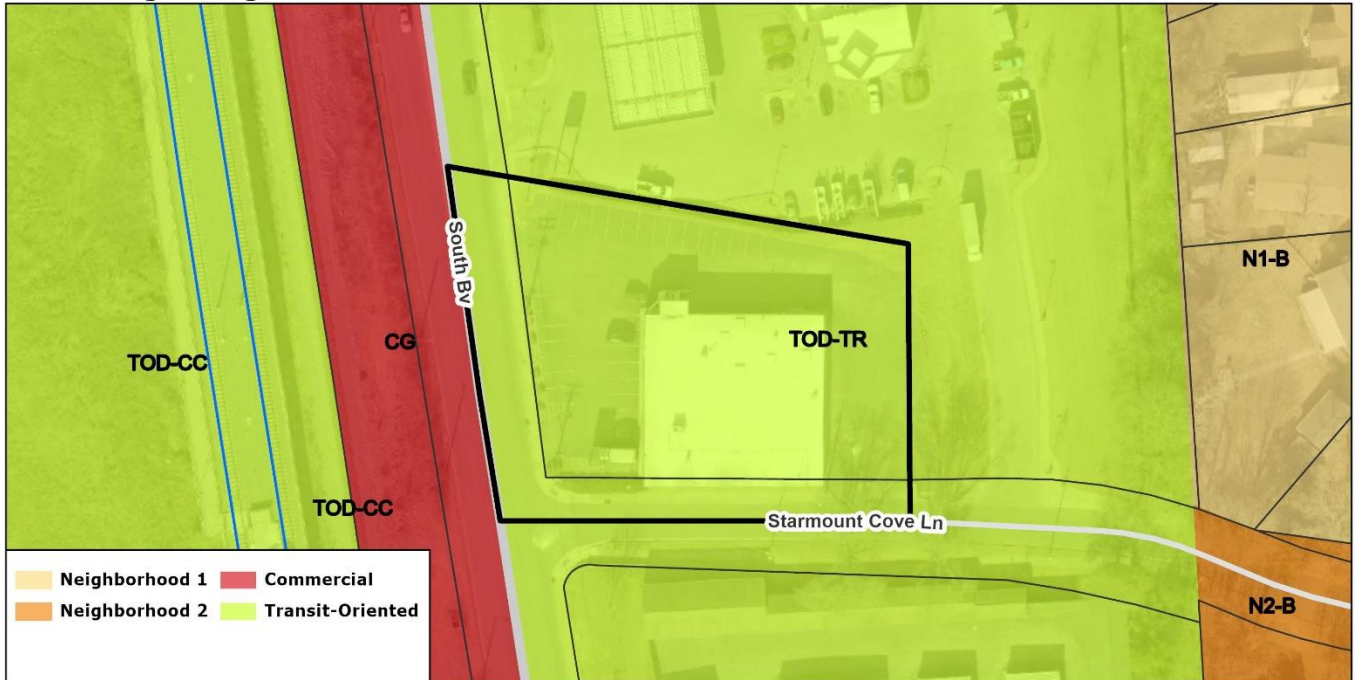 South Bv
N1-B
CG
TOD-TR
TOD-CC
TOD-CC
Starmount Cove Ln
Neighborhood 1
Commercial
Neighborhood 2
Transit-Oriented
N2-B